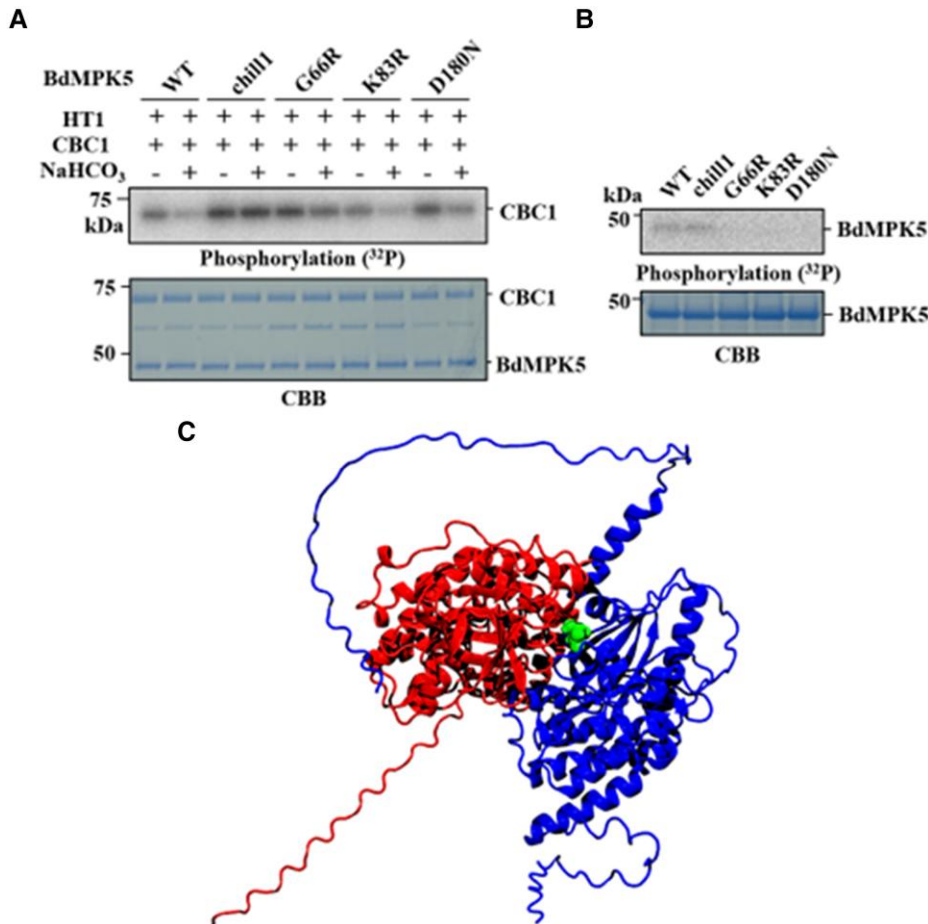 A
BdMPK5 WT chill1 G66R K83R D180N
HT1 + + + + + + + + + +
CBC1 + + + + + + + + + +
NaHCO3 - + - + - + - + - +
75
kDa
CBC1
Phosphorylation (32P)
75
CBC1
50
BdMPK5
CBB
B
WT chill1 G66R K83R D180N
kDa
50
BdMPK5
Phosphorylation (32P)
50
BdMPK5
CBB
C